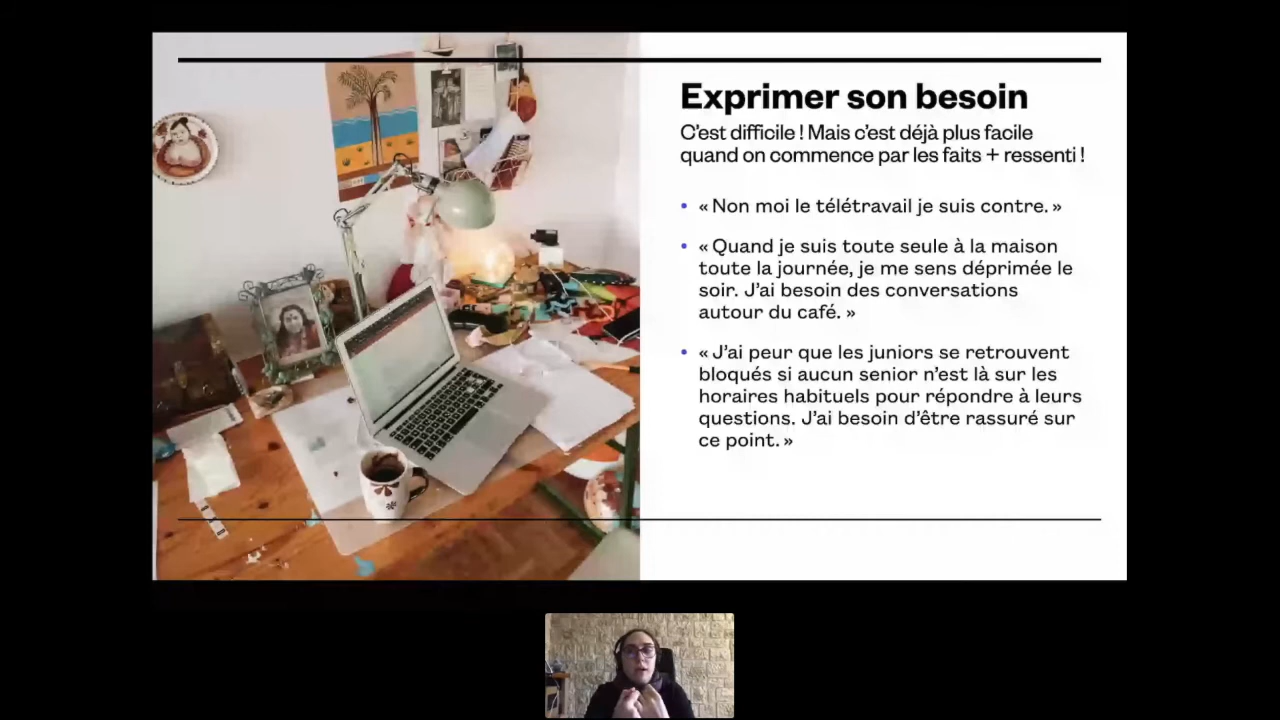 Exprimer son besoin
C'est difficile ! Mais c'est déjà plus facile
quand on commence par les faits + ressenti !
• « Non moi le télétravail je suis contre. »
• « Quand je suis toute seule à la maison
toute la journée, je me sens déprimée le
soir. J'ai besoin des conversations
autour du café. »
• « J'ai peur que les juniors se retrouvent
bloqués si aucun senior n'est là sur les
horaires habituels pour répondre à leurs
questions. J'ai besoin d'être rassuré sur
ce point. »